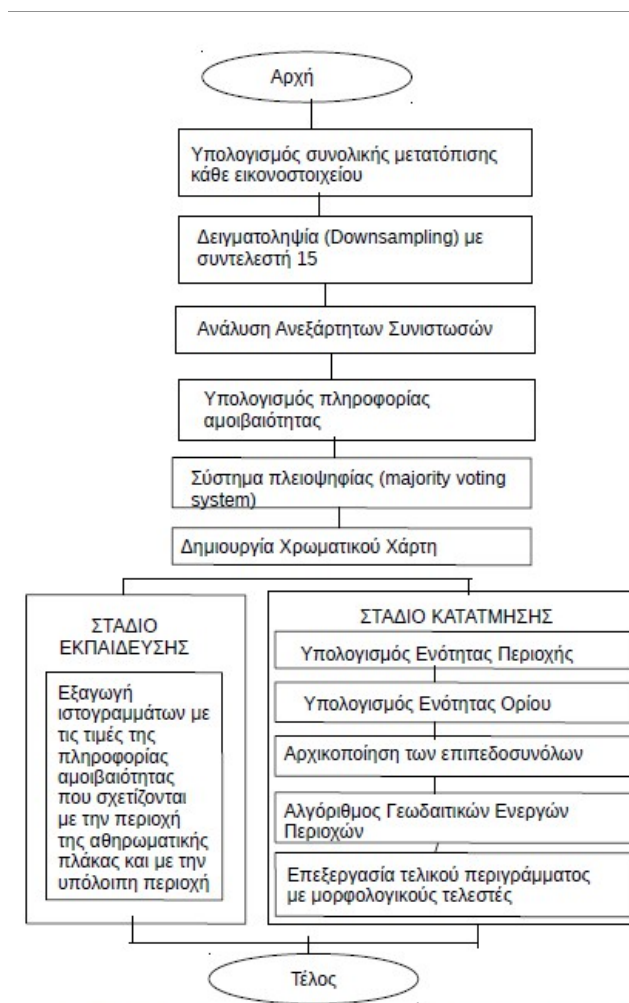 Αρχή
Υπολογισμός συνολικής μετατόπισης
κάθε εικονοστοιχείου
Δειγματοληψία (Downsampling) με
συντελεστή 15
Ανάλυση Ανεξάρτητων Συνιστωσών
Υπολογισμός πληροφορίας
αμοιβαιότητας
Σύστημα πλειοψηφίας (majority voting
system)
Δημιουργία Χρωματικού Χάρτη
ΣΤΑΔΙΟ
ΕΚΠΑΙΔΕΥΣΗΣ
Εξαγωγή
ιστογραμμάτων με
τις τιμές της
πληροφορίας
αμοιβαιότητας
που σχετίζονται
με την περιοχή
της αθηρωματικής
πλάκας και με την
υπόλοιπη περιοχή
ΣΤΑΔΙΟ ΚΑΤΑΤΜΗΣΗΣ
Υπολογισμός Ενότητας Περιοχής
Υπολογισμός Ενότητας Ορίου
Αρχικοποίηση των επιπεδοσυνόλων
Αλγόριθμος Γεωδαιτικών Ενεργών
Περιοχών
Επεξεργασία τελικού περιγράμματος
με μορφολογικούς τελεστές
Τέλος